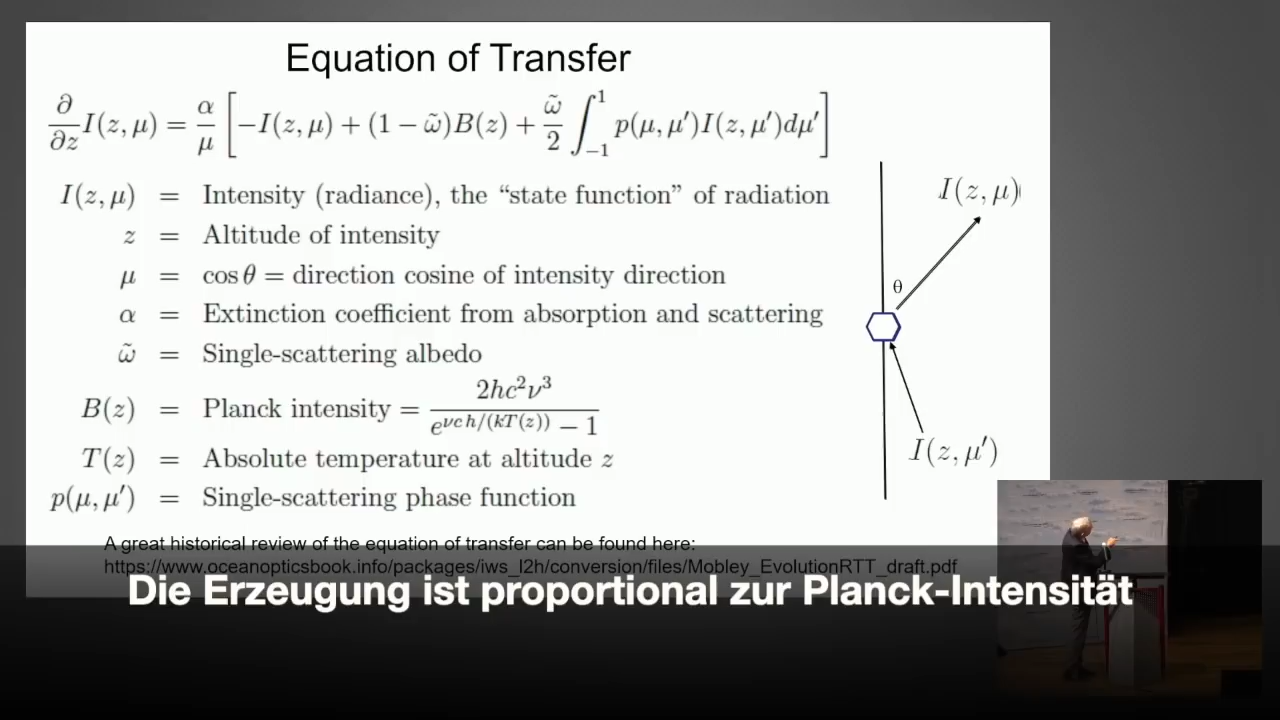 Equation of Transfer
∂/∂z I(z, μ) = α/μ [−I(z, μ) + (1 − ω̃)B(z) + ω̃/2 ∫₋₁¹ p(μ, μ′)I(z, μ′)dμ′]
I(z, μ) = Intensity (radiance), the “state function” of radiation
z = Altitude of intensity
μ = cos θ = direction cosine of intensity direction
α = Extinction coefficient from absorption and scattering
ω̃ = Single-scattering albedo
B(z) = Planck intensity = 2hc²ν³ / (e^(νch/(kT(z))) − 1)
T(z) = Absolute temperature at altitude z
p(μ, μ′) = Single-scattering phase function
I(z, μ)
θ
I(z, μ′)
A great historical review of the equation of transfer can be found here:
https://www.oceanopticsbook.info/packages/iws_l2h/conversion/files/Mobley_EvolutionRTT_draft.pdf
Die Erzeugung ist proportional zur Planck-Intensität